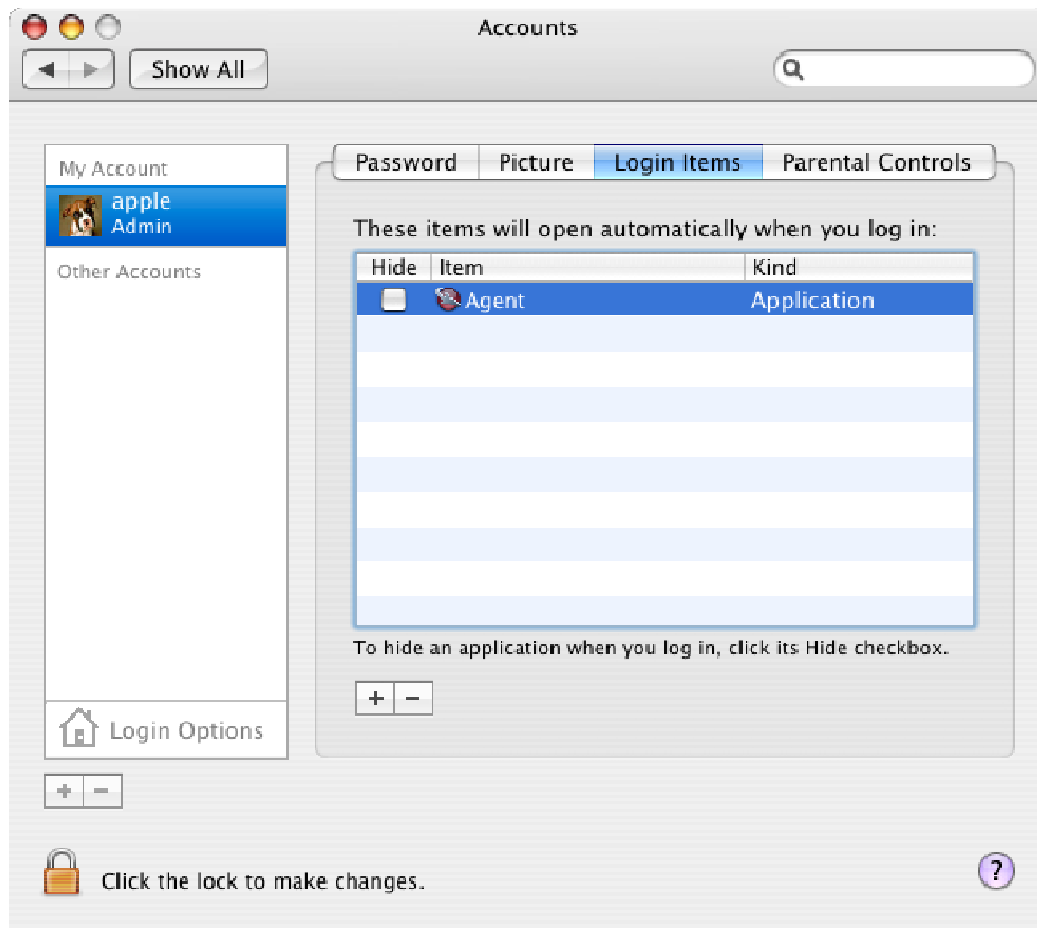 Accounts
Show All
My Account
apple
Admin
Other Accounts
Login Options
Password Picture Login Items Parental Controls
These items will open automatically when you log in:
Hide Item Kind
Agent Application
To hide an application when you log in, click its Hide checkbox.
+ −
+ −
Click the lock to make changes.
?